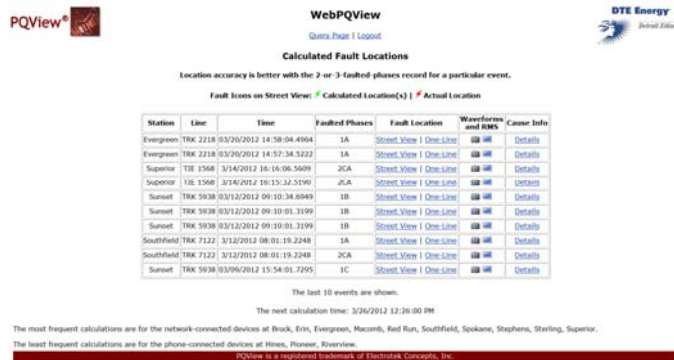 PQView®
WebPQView
DTE Energy
Detroit Edison
Query Page | Logout
Calculated Fault Locations
Location accuracy is better with the 2-or-3-faulted-phases record for a particular event.
Fault Icons on Street View: Calculated Location(s) | Actual Location
Station Line Time Faulted Phases Fault Location Waveforms and RMS Cause Info
Evergreen TRK 2218 03/20/2012 14:58:04.4964 1A Street View | One-Line Details
Evergreen TRK 2218 03/20/2012 14:57:34.5222 1A Street View | One-Line Details
Superior TIE 1568 3/14/2012 16:16:06.5609 2CA Street View | One-Line Details
Superior TIE 1568 3/14/2012 16:15:32.5190 2CA Street View | One-Line Details
Sunset TRK 5938 03/12/2012 09:10:34.6949 1B Street View | One-Line Details
Sunset TRK 5938 03/12/2012 09:10:01.3199 1B Street View | One-Line Details
Sunset TRK 5938 03/12/2012 09:10:01.3199 1B Street View | One-Line Details
Southfield TRK 7122 3/12/2012 08:01:19.2248 1A Street View | One-Line Details
Southfield TRK 7122 3/12/2012 08:01:19.2248 2CA Street View | One-Line Details
Sunset TRK 5938 03/09/2012 15:54:01.7295 1C Street View | One-Line Details
The last 10 events are shown.
The next calculation time: 3/26/2012 12:26:00 PM
The most frequent calculations are for the network-connected devices at Brock, Erin, Evergreen, Macomb, Red Run, Southfield, Spokane, Stephens, Sterling, Superior.
The least frequent calculations are for the phone-connected devices at Hines, Pioneer, Riverview.
PQView is a registered trademark of Electrotek Concepts, Inc.